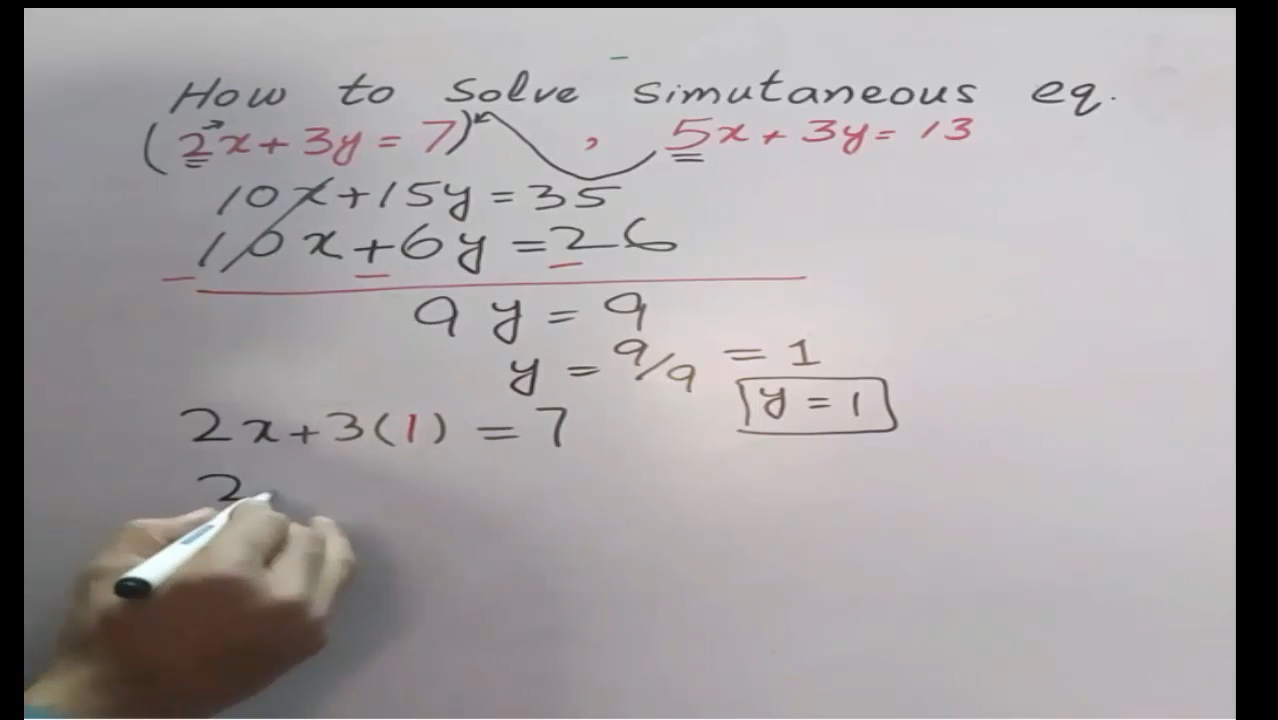 How to Solve simutaneous eq.
(2x + 3y = 7) , 5x + 3y = 13
10x + 15y = 35
10x + 6y = 26
9y = 9
y = 9/9 = 1
y = 1
2x + 3(1) = 7
2